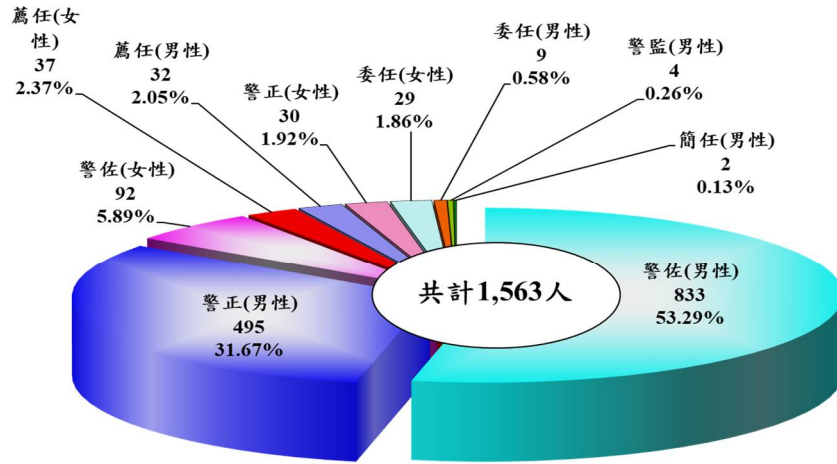 薦任(女
性)
37
2.37%
薦任(男性)
32
2.05%
警正(女性)
30
1.92%
委任(女性)
29
1.86%
委任(男性)
9
0.58%
警監(男性)
4
0.26%
簡任(男性)
2
0.13%
警佐(女性)
92
5.89%
警正(男性)
495
31.67%
共計1,563人
警佐(男性)
833
53.29%